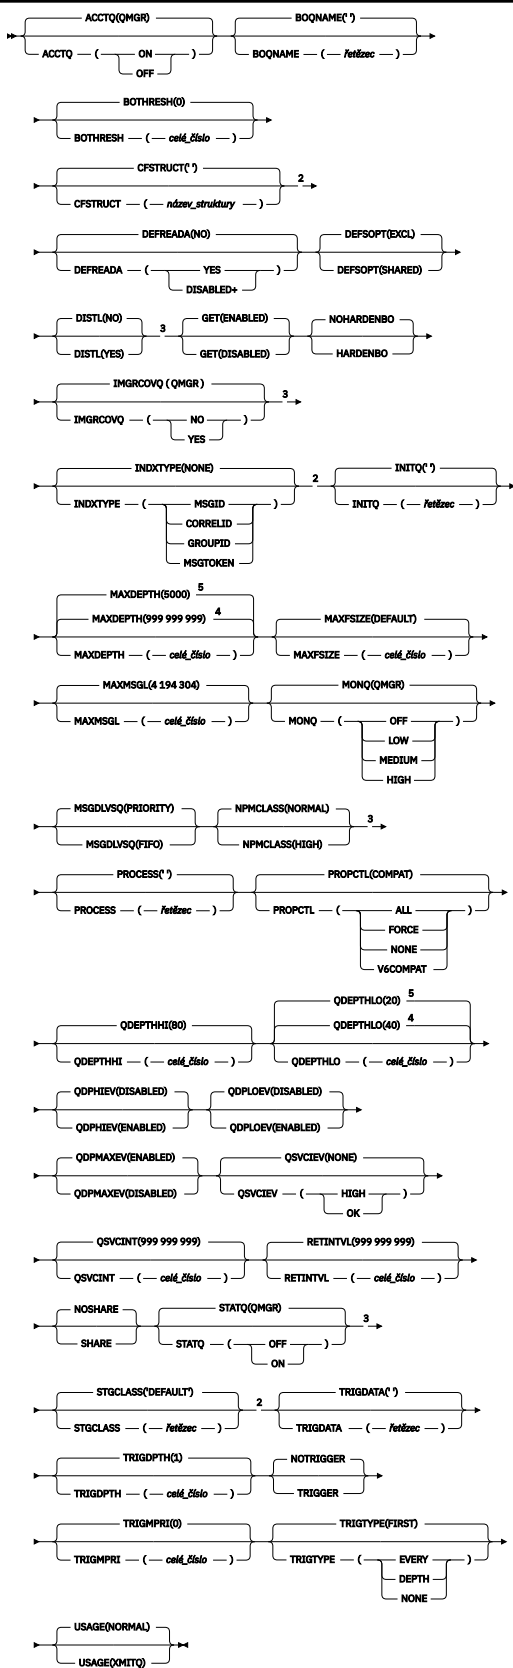 ACCTQ(QMGR) BOQNAME(' ')
ACCTQ ( ON ) BOQNAME ( řetězec )
OFF
BOTHRESH(0)
BOTHRESH ( celé_číslo )
CFSTRUCT(' ') 2
CFSTRUCT ( název_struktury )
DEFREADA(NO) DEFSOPT(EXCL)
DEFREADA ( YES ) DEFSOPT(SHARED)
DISABLED+
DISTL(NO) 3 GET(ENABLED) NOHARDENBO
DISTL(YES) GET(DISABLED) HARDENBO
IMGRCOVQ ( QMGR ) 3
IMGRCOVQ ( NO )
YES
INDXTYPE(NONE) 2 INITQ(' ')
INDXTYPE ( MSGID ) INITQ ( řetězec )
CORRELID
GROUPID
MSGTOKEN
MAXDEPTH(5000) 5
MAXDEPTH(999 999 999) 4 MAXFSIZE(DEFAULT)
MAXDEPTH ( celé_číslo ) MAXFSIZE ( celé_číslo )
MAXMSGL(4 194 304) MONQ(QMGR)
MAXMSGL ( celé_číslo ) MONQ ( OFF )
LOW
MEDIUM
HIGH
MSGDLVSQ(PRIORITY) NPMCLASS(NORMAL) 3
MSGDLVSQ(FIFO) NPMCLASS(HIGH)
PROCESS(' ') PROPCTL(COMPAT)
PROCESS ( řetězec ) PROPCTL ( ALL )
FORCE
NONE
V6COMPAT
QDEPTHLO(20) 5
QDEPTHHI(80) QDEPTHLO(40) 4
QDEPTHHI ( celé_číslo ) QDEPTHLO ( celé_číslo )
QDPHIEV(DISABLED) QDPLOEV(DISABLED)
QDPHIEV(ENABLED) QDPLOEV(ENABLED)
QDPMAXEV(ENABLED) QSVCIEV(NONE)
QDPMAXEV(DISABLED) QSVCIEV ( HIGH )
OK
QSVCINT(999 999 999) RETINTVL(999 999 999)
QSVCINT ( celé_číslo ) RETINTVL ( celé_číslo )
NOSHARE STATQ(QMGR) 3
SHARE STATQ ( OFF )
ON
STGCLASS('DEFAULT') 2 TRIGDATA(' ')
STGCLASS ( řetězec ) TRIGDATA ( řetězec )
TRIGDPTH(1) NOTRIGGER
TRIGDPTH ( celé_číslo ) TRIGGER
TRIGMPRI(0) TRIGTYPE(FIRST)
TRIGMPRI ( celé_číslo ) TRIGTYPE ( EVERY )
DEPTH
NONE
USAGE(NORMAL)
USAGE(XMITQ)